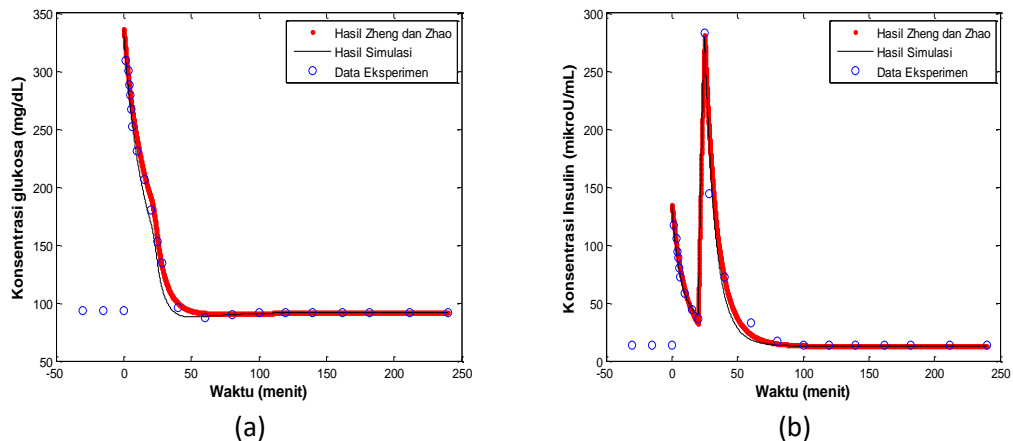 350
300
250
200
150
100
50
-50 0 50 100 150 200 250
Konsentrasi glukosa (mg/dL)
Waktu (menit)
Hasil Zheng dan Zhao
Hasil Simulasi
Data Eksperimen
(a)
300
250
200
150
100
50
0
-50 0 50 100 150 200 250
Konsentrasi Insulin (mikroU/mL)
Waktu (menit)
Hasil Zheng dan Zhao
Hasil Simulasi
Data Eksperimen
(b)